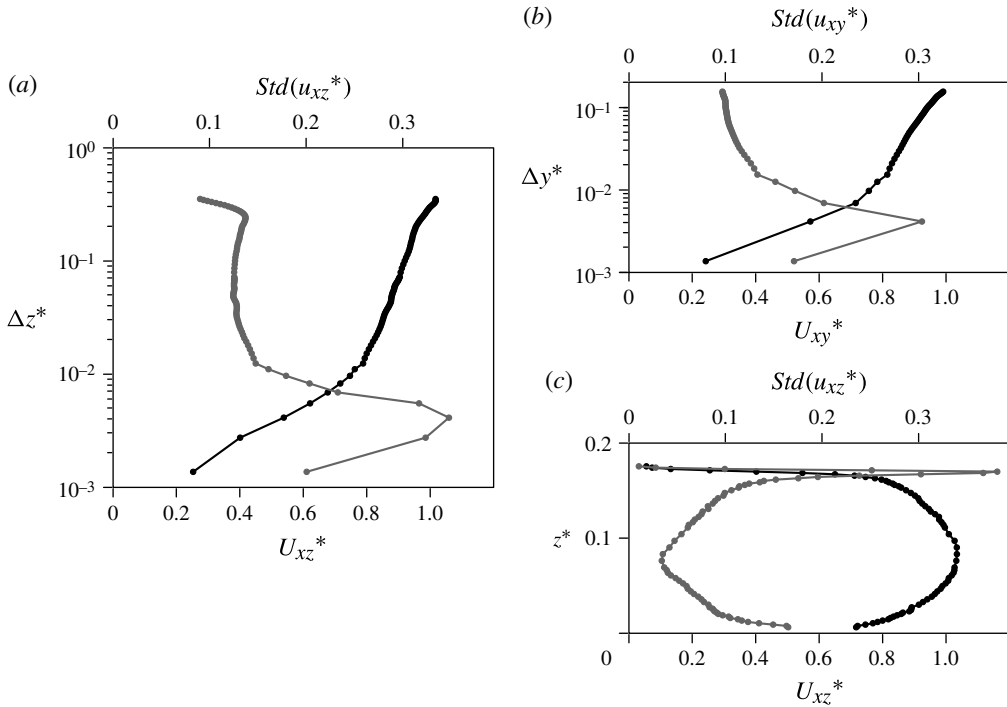 (a)
Std(u_xz*)
0 0.1 0.2 0.3
10^0
10^−1
10^−2
10^−3
Δz*
0 0.2 0.4 0.6 0.8 1.0
U_xz*
(b)
Std(u_xy*)
0 0.1 0.2 0.3
10^−1
10^−2
10^−3
Δy*
0 0.2 0.4 0.6 0.8 1.0
U_xy*
(c)
Std(u_xz*)
0 0.1 0.2 0.3
0.2
0.1
z*
0 0.2 0.4 0.6 0.8 1.0
U_xz*